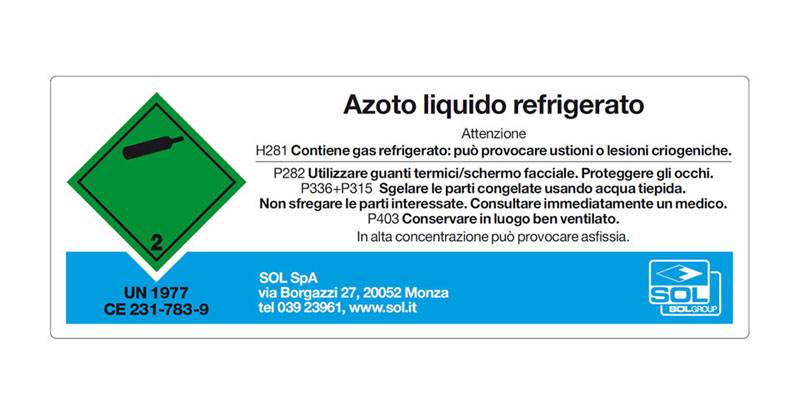 Azoto liquido refrigerato
Attenzione
H281 Contiene gas refrigerato: può provocare ustioni o lesioni criogeniche.
P282 Utilizzare guanti termici/schermo facciale. Proteggere gli occhi.
P336+P315 Sgelare le parti congelate usando acqua tiepida.
Non sfregare le parti interessate. Consultare immediatamente un medico.
P403 Conservare in luogo ben ventilato.
In alta concentrazione può provocare asfissia.
2
UN 1977
CE 231-783-9
SOL SpA
via Borgazzi 27, 20052 Monza
tel 039 23961, www.sol.it
SOL
SOLGROUP